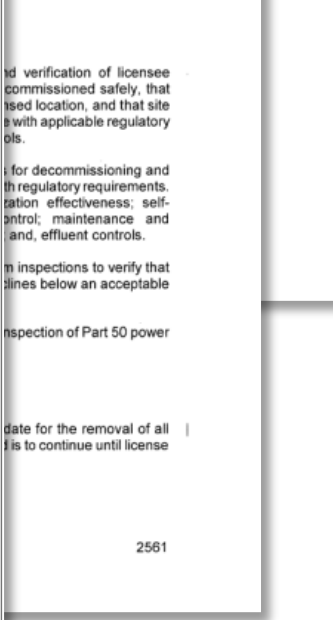 nd verification of licensee
commissioned safely, that
nsed location, and that site
e with applicable regulatory
ols.
s for decommissioning and
th regulatory requirements.
zation effectiveness; self-
ontrol; maintenance and
; and, effluent controls.
m inspections to verify that
clines below an acceptable
nspection of Part 50 power
date for the removal of all |
d is to continue until license
2561